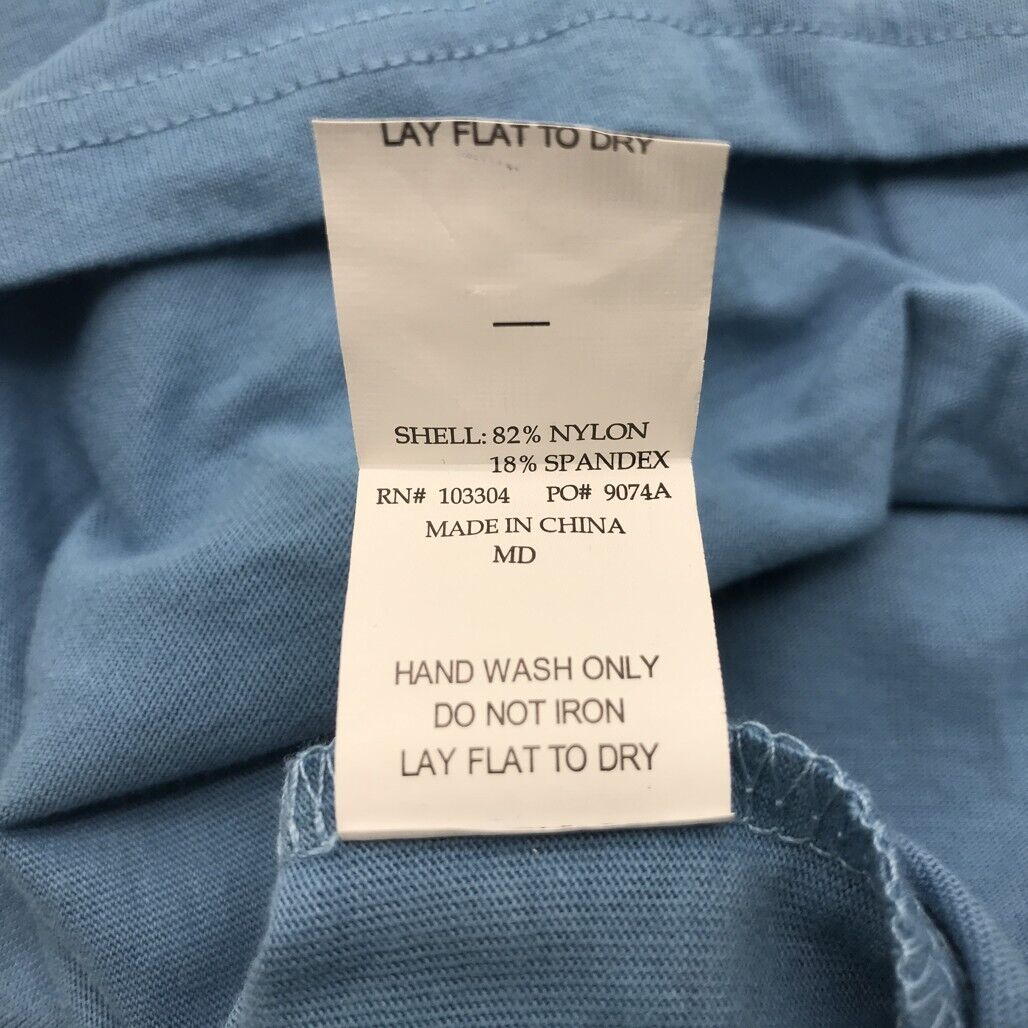 LAY FLAT TO DRY
SHELL: 82% NYLON
18% SPANDEX
RN# 103304 PO# 9074A
MADE IN CHINA
MD
HAND WASH ONLY
DO NOT IRON
LAY FLAT TO DRY